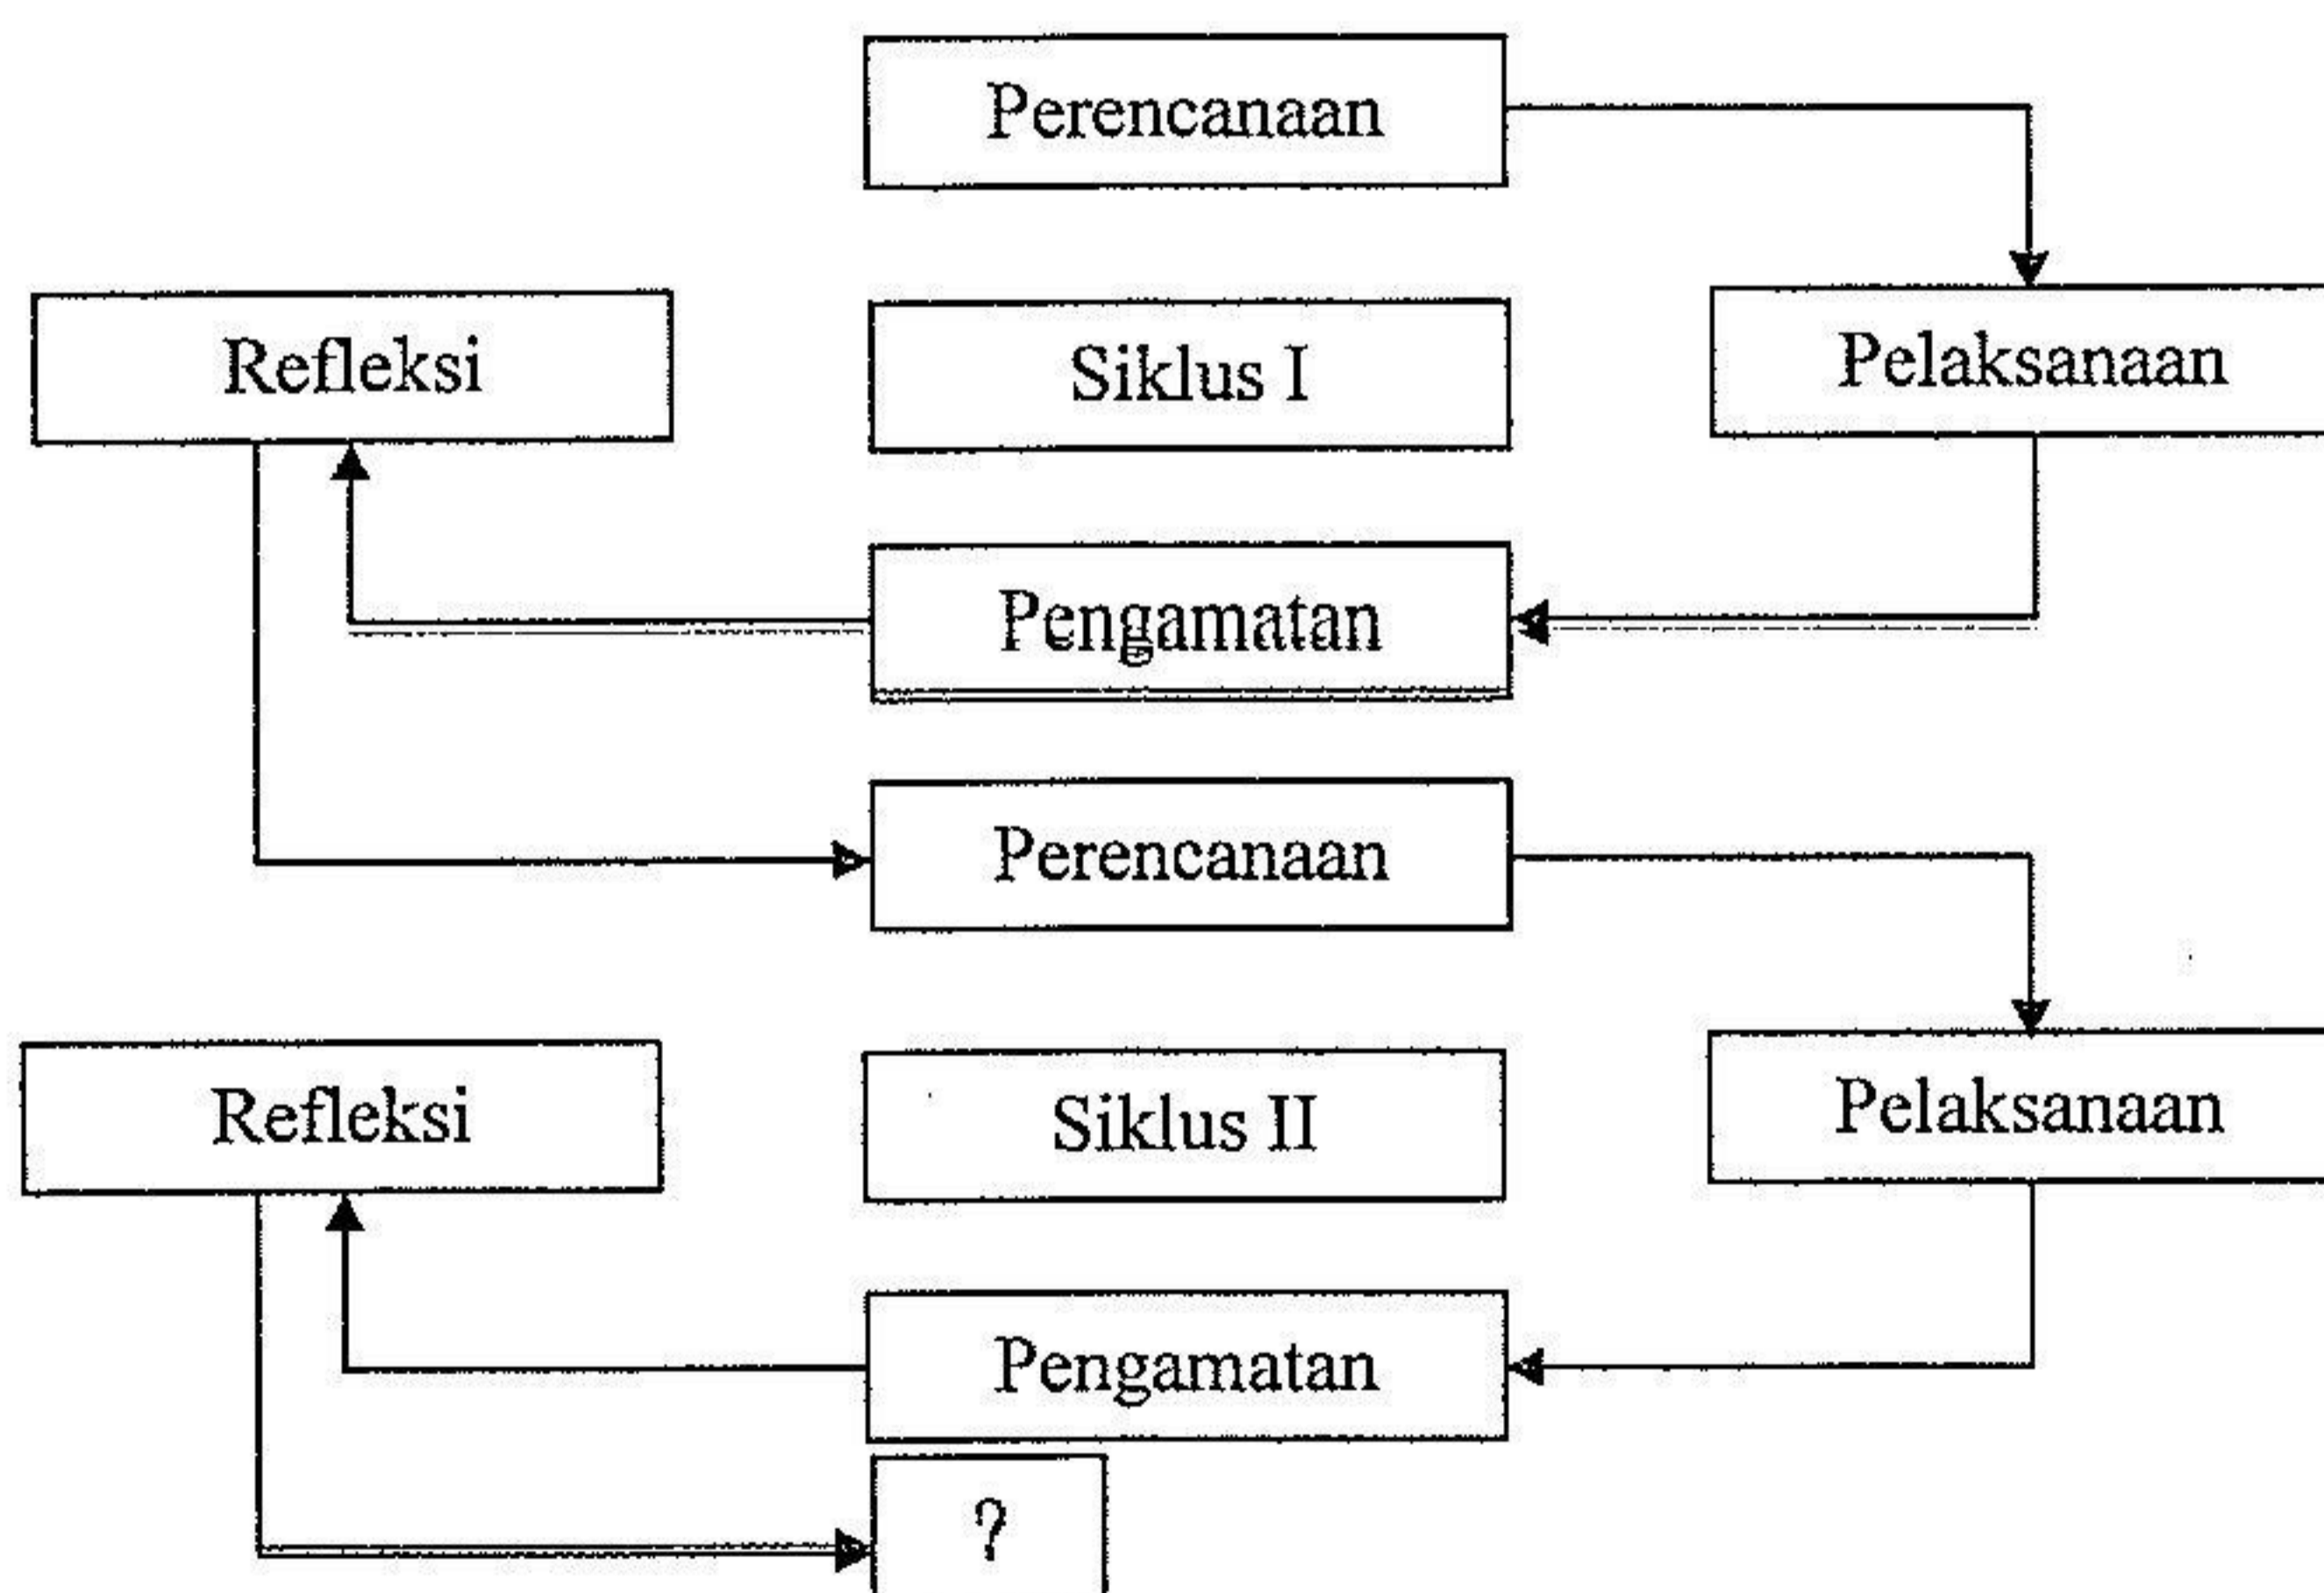 Perencanaan
Refleksi
Siklus I
Pelaksanaan
Pengamatan
Perencanaan
Refleksi
Siklus II
Pelaksanaan
Pengamatan
?